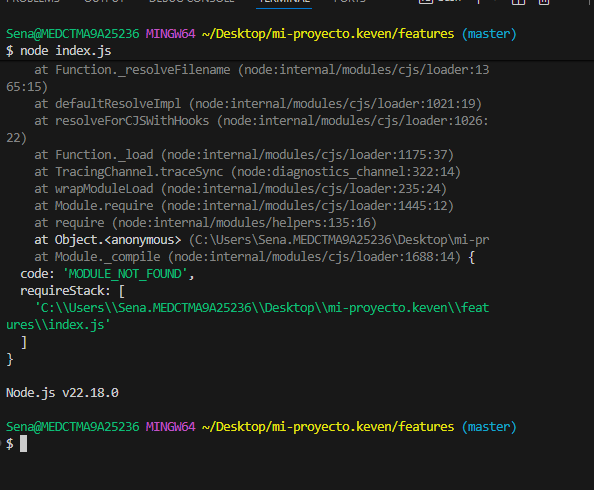 Sena@MEDCTMA9A25236 MINGW64 ~/Desktop/mi-proyecto.keven/features (master)
$ node index.js
    at Function._resolveFilename (node:internal/modules/cjs/loader:13
65:15)
    at defaultResolveImpl (node:internal/modules/cjs/loader:1021:19)
    at resolveForCJSWithHooks (node:internal/modules/cjs/loader:1026:
22)
    at Function._load (node:internal/modules/cjs/loader:1175:37)
    at TracingChannel.traceSync (node:diagnostics_channel:322:14)
    at wrapModuleLoad (node:internal/modules/cjs/loader:235:24)
    at Module.require (node:internal/modules/cjs/loader:1445:12)
    at require (node:internal/modules/helpers:135:16)
    at Object.<anonymous> (C:\Users\Sena.MEDCTMA9A25236\Desktop\mi-pr
    at Module._compile (node:internal/modules/cjs/loader:1688:14) {
  code: 'MODULE_NOT_FOUND',
  requireStack: [
    'C:\\Users\\Sena.MEDCTMA9A25236\\Desktop\\mi-proyecto.keven\\feat
ures\\index.js'
  ]
}
Node.js v22.18.0
Sena@MEDCTMA9A25236 MINGW64 ~/Desktop/mi-proyecto.keven/features (master)
$